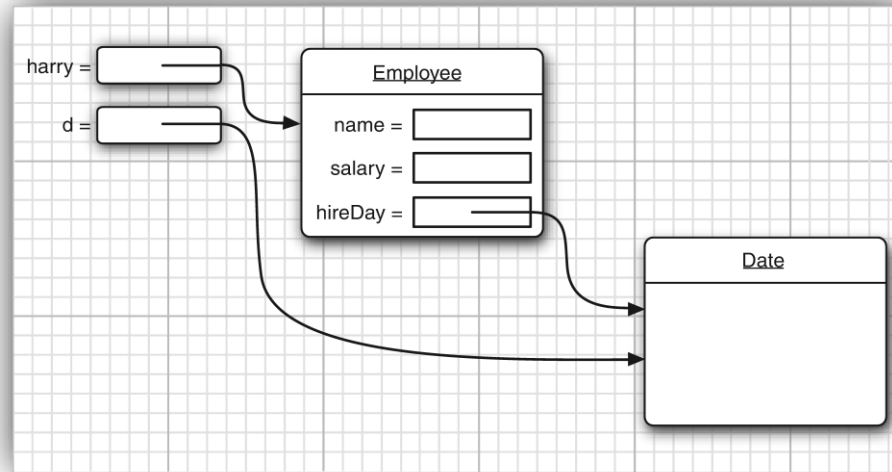 harry =
d =
Employee
name =
salary =
hireDay =
Date